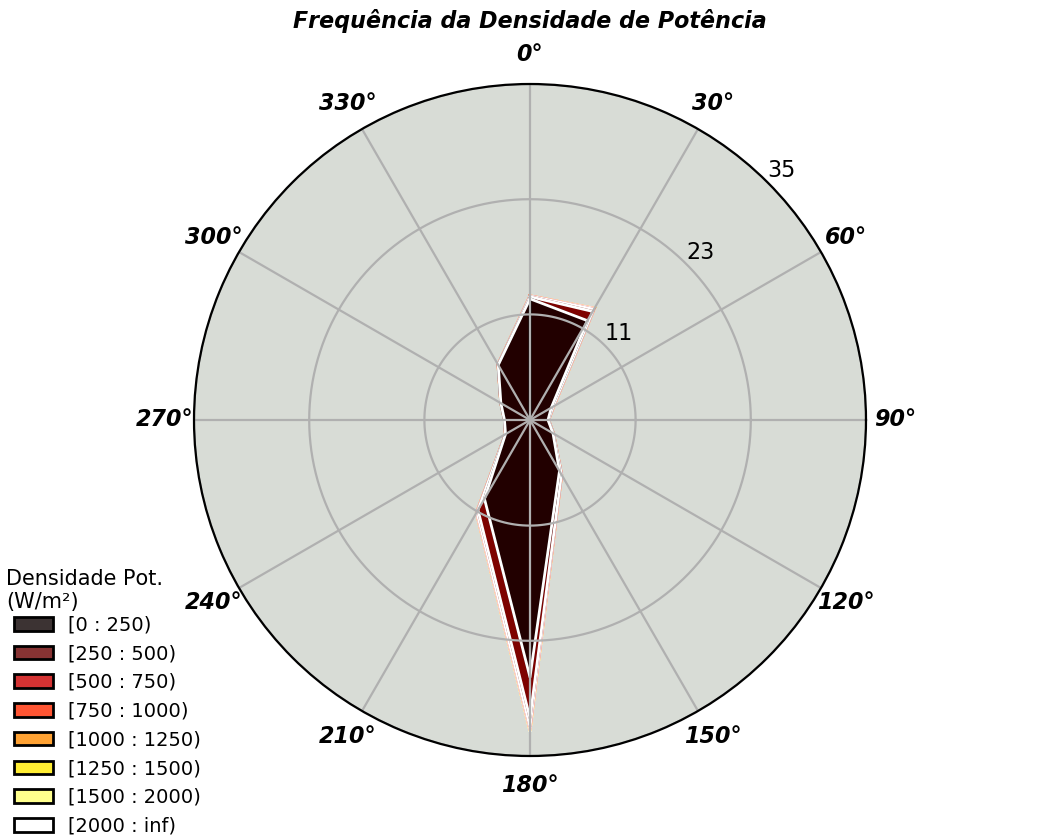 Frequência da Densidade de Potência
0°
330°
30°
35
300°
60°
23
11
270°
90°
240°
120°
210°
150°
180°
Densidade Pot.
(W/m²)
[0 : 250)
[250 : 500)
[500 : 750)
[750 : 1000)
[1000 : 1250)
[1250 : 1500)
[1500 : 2000)
[2000 : inf)